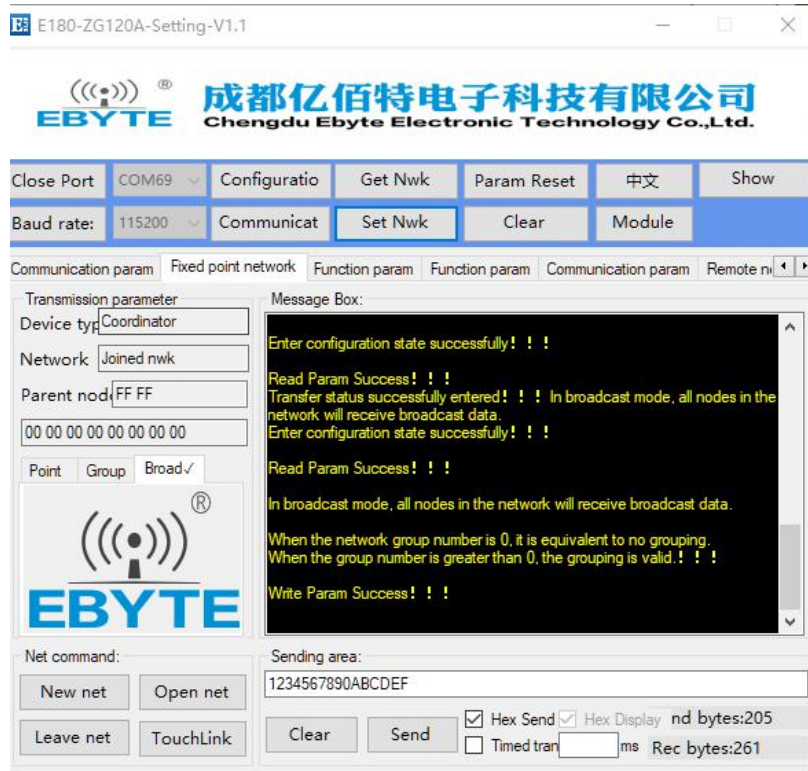 E180-ZG120A-Setting-V1.1
EBYTE ®
成都亿佰特电子科技有限公司
Chengdu Ebyte Electronic Technology Co.,Ltd.
Close Port COM69 Configuratio Get Nwk Param Reset 中文 Show
Baud rate: 115200 Communicat Set Nwk Clear Module
Communication param Fixed point network Function param Function param Communication param Remote n
Transmission parameter
Device typ Coordinator
Network Joined nwk
Parent nod FF FF
00 00 00 00 00 00 00 00
Point Group Broad✓
®
EBYTE
Message Box:
Enter configuration state successfully！！！
Read Param Success！！！
Transfer status successfully entered！！！ In broadcast mode, all nodes in the
network will receive broadcast data.
Enter configuration state successfully！！！
Read Param Success！！！
In broadcast mode, all nodes in the network will receive broadcast data.
When the network group number is 0, it is equivalent to no grouping.
When the group number is greater than 0, the grouping is valid.！！！
Write Param Success！！！
Net command:
New net Open net
Leave net TouchLink
Sending area:
1234567890ABCDEF
Clear Send
Hex Send Hex Display nd bytes:205
Timed tran ms Rec bytes:261